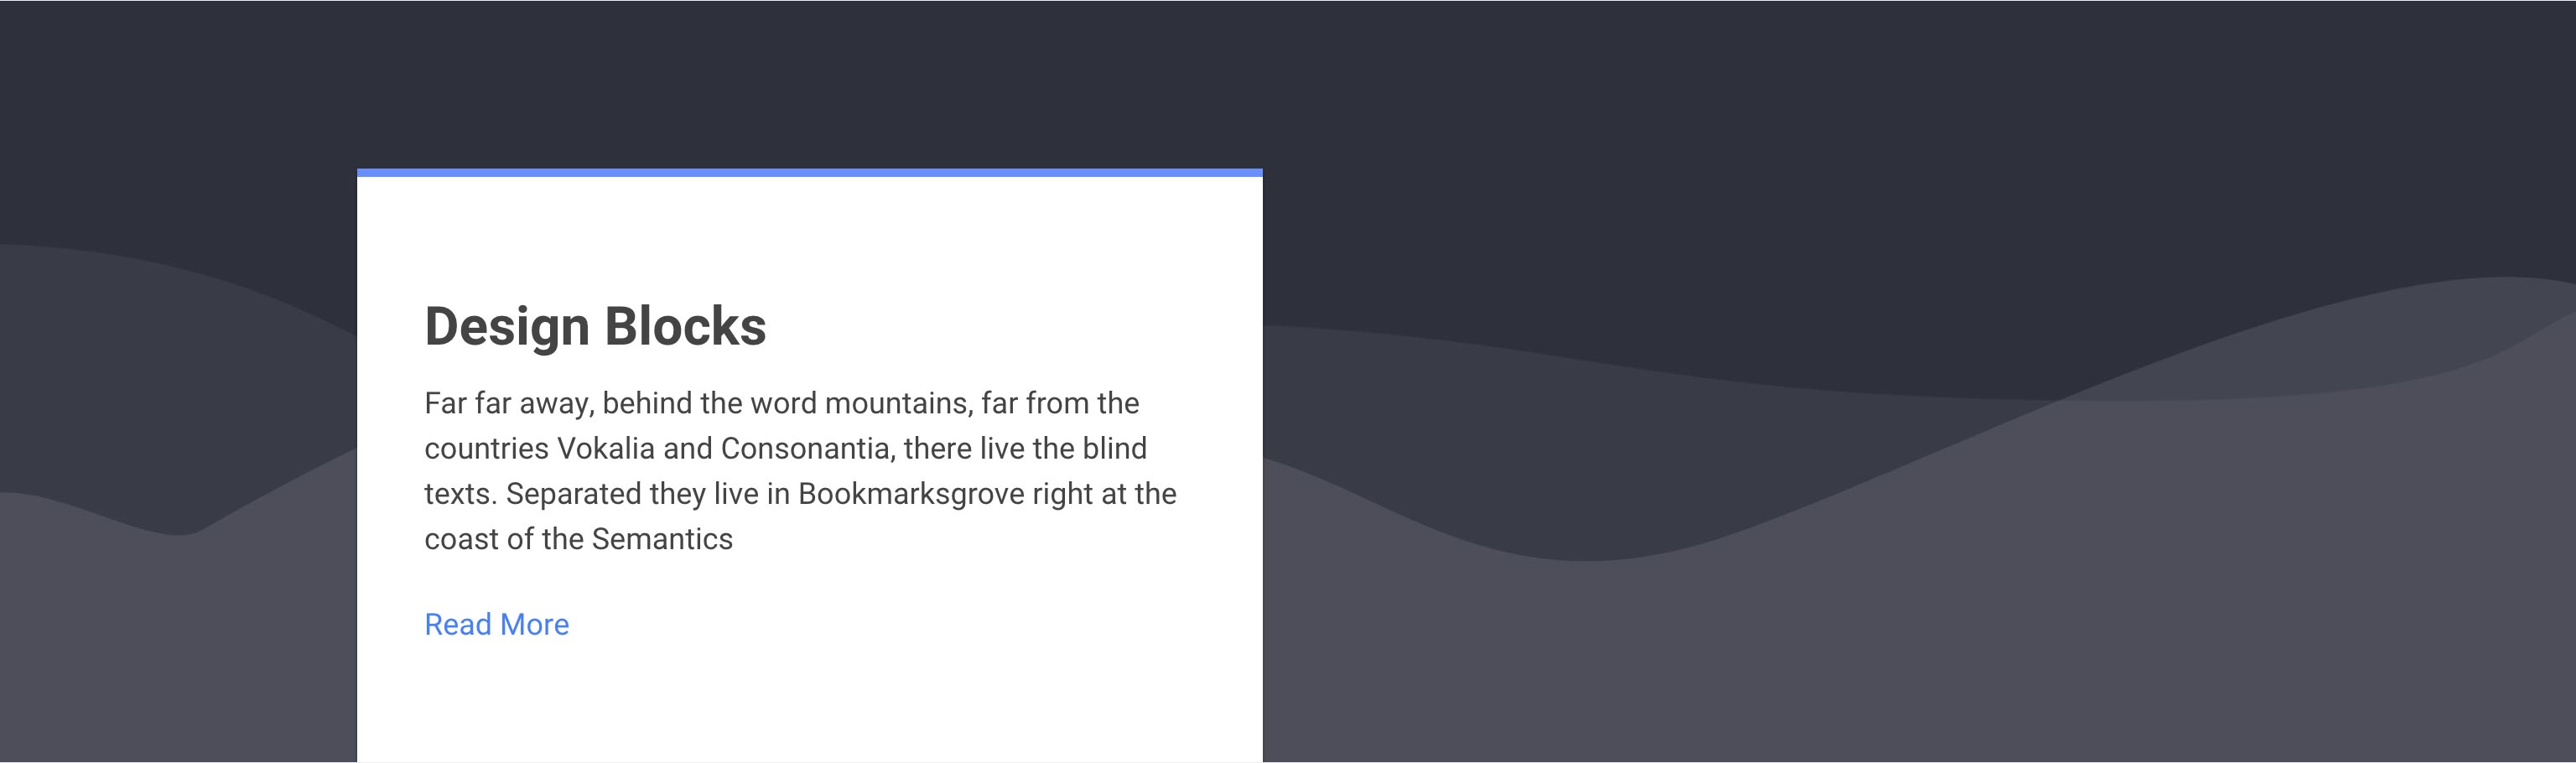 Design Blocks
Far far away, behind the word mountains, far from the
countries Vokalia and Consonantia, there live the blind
texts. Separated they live in Bookmarksgrove right at the
coast of the Semantics
Read More